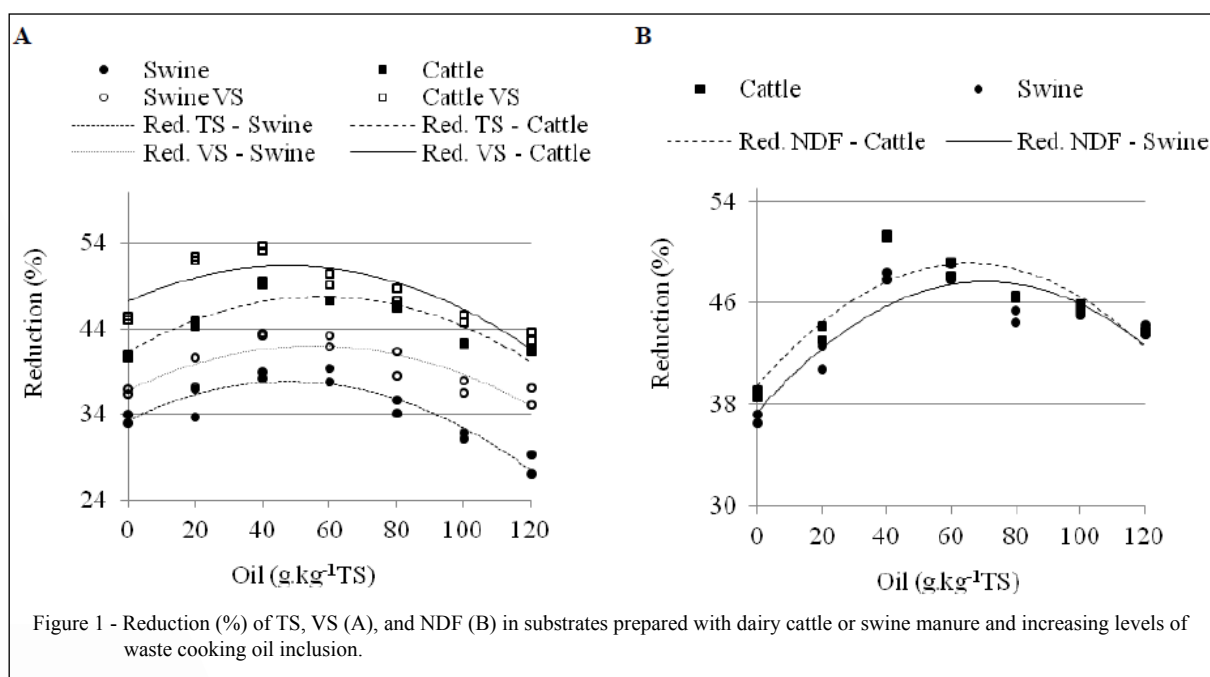 A
Swine
Cattle
Swine VS
Cattle VS
Red. TS - Swine
Red. TS - Cattle
Red. VS - Swine
Red. VS - Cattle
Reduction (%)
54
44
34
24
0 20 40 60 80 100 120
Oil (g.kg-1TS)
B
Cattle
Swine
Red. NDF - Cattle
Red. NDF - Swine
Reduction (%)
54
46
38
30
0 20 40 60 80 100 120
Oil (g.kg-1TS)
Figure 1 - Reduction (%) of TS, VS (A), and NDF (B) in substrates prepared with dairy cattle or swine manure and increasing levels of
waste cooking oil inclusion.